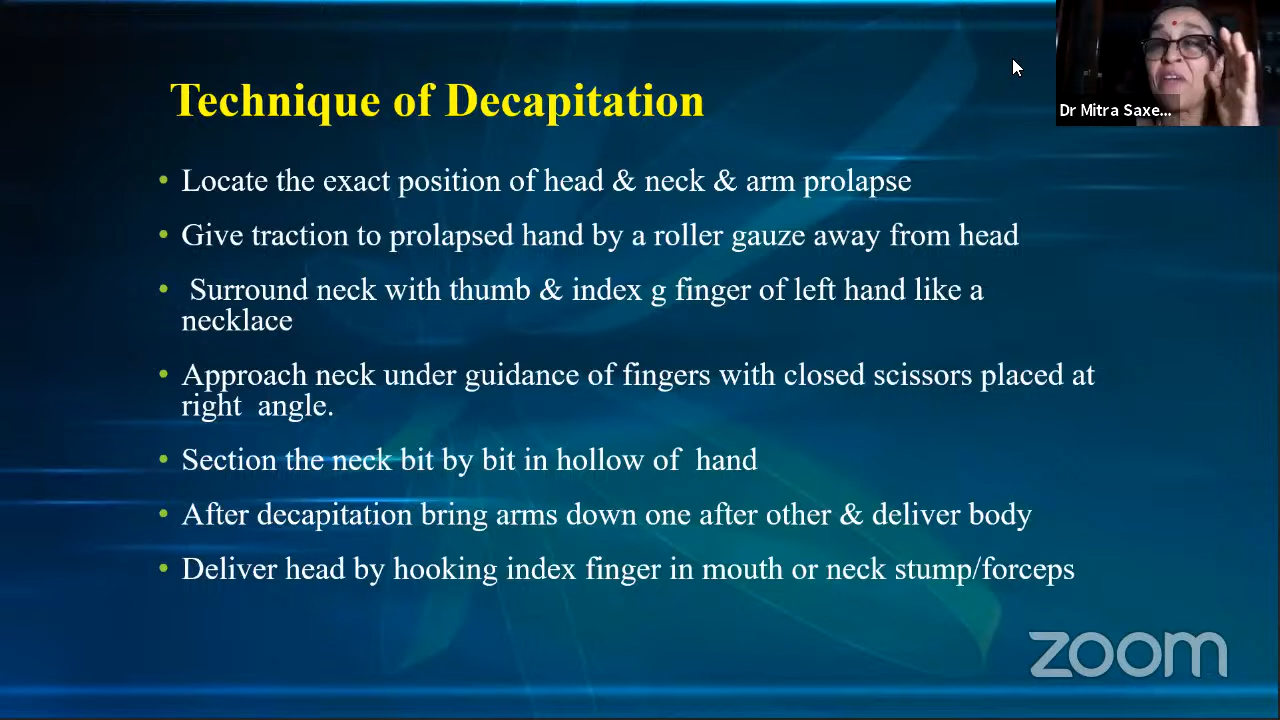 Technique of Decapitation
Dr Mitra Saxe...
• Locate the exact position of head & neck & arm prolapse
• Give traction to prolapsed hand by a roller gauze away from head
• Surround neck with thumb & index g finger of left hand like a
necklace
• Approach neck under guidance of fingers with closed scissors placed at
right angle.
• Section the neck bit by bit in hollow of hand
• After decapitation bring arms down one after other & deliver body
• Deliver head by hooking index finger in mouth or neck stump/forceps
zoom